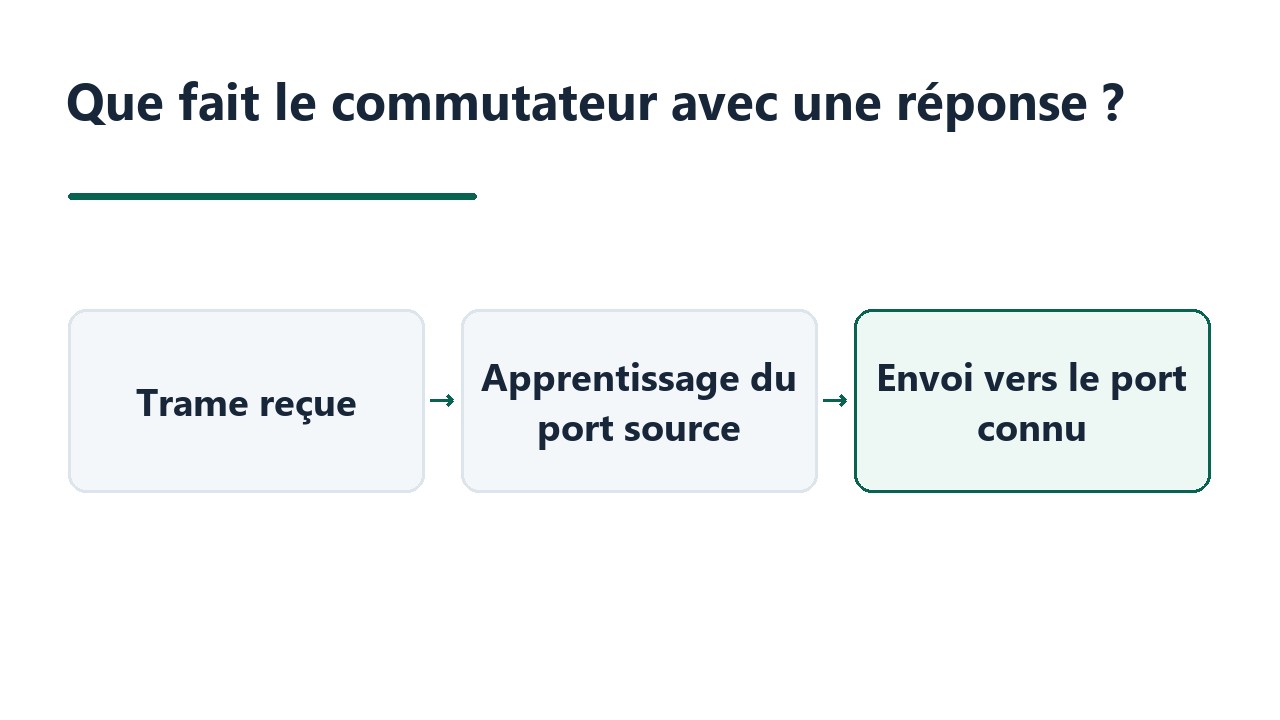 Que fait le commutateur avec une réponse ?
Trame reçue
→
Apprentissage du
port source
→
Envoi vers le port
connu